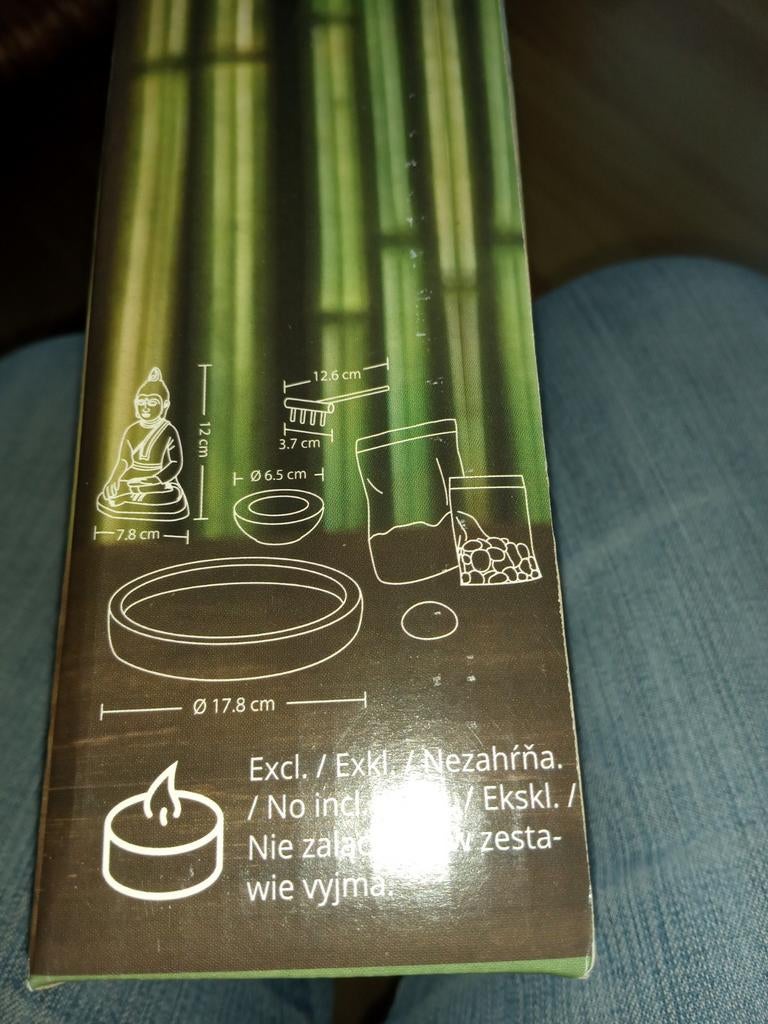 12.6 cm
12 cm
3.7 cm
Ø 6.5 cm
7.8 cm
Ø 17.8 cm
Excl. / Exkl. / Nezahŕňa.
/ No incl. / Ekskl. /
Nie w zesta-
wie vyjma.